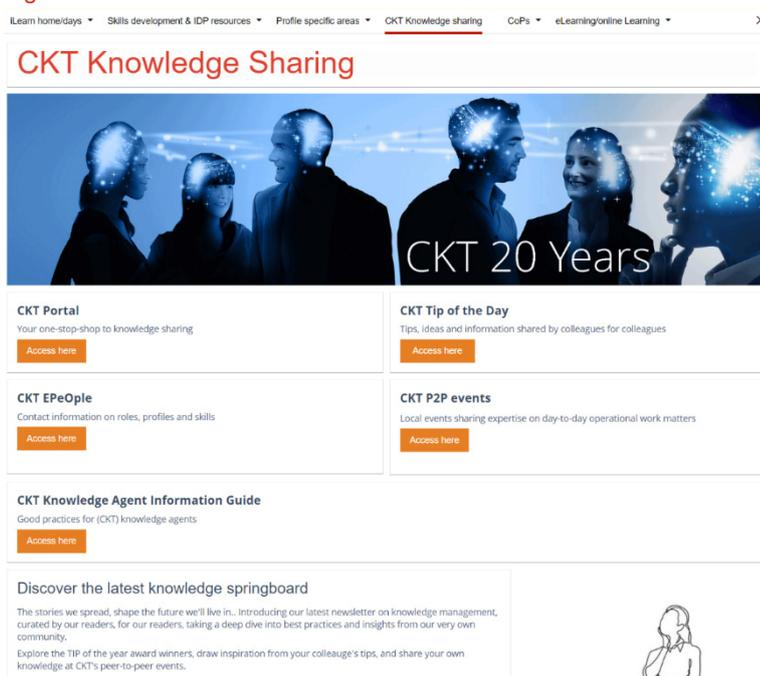 iLearn home/days
Skills development & IDP resources
Profile specific areas
CKT Knowledge sharing
CoPs
eLearning/online Learning
CKT Knowledge Sharing
CKT 20 Years
CKT Portal
Your one-stop-shop to knowledge sharing
Access here
CKT Tip of the Day
Tips, ideas and information shared by colleagues for colleagues
Access here
CKT EPeOple
Contact information on roles, profiles and skills
Access here
CKT P2P events
Local events sharing expertise on day-to-day operational work matters
Access here
CKT Knowledge Agent Information Guide
Good practices for (CKT) knowledge agents
Access here
Discover the latest knowledge springboard
The stories we spread, shape the future we'll live in.. Introducing our latest newsletter on knowledge management,
curated by our readers, for our readers, taking a deep dive into best practices and insights from our very own
community.
Explore the TIP of the year award winners, draw inspiration from your colleauge's tips, and share your own
knowledge at CKT's peer-to-peer events.